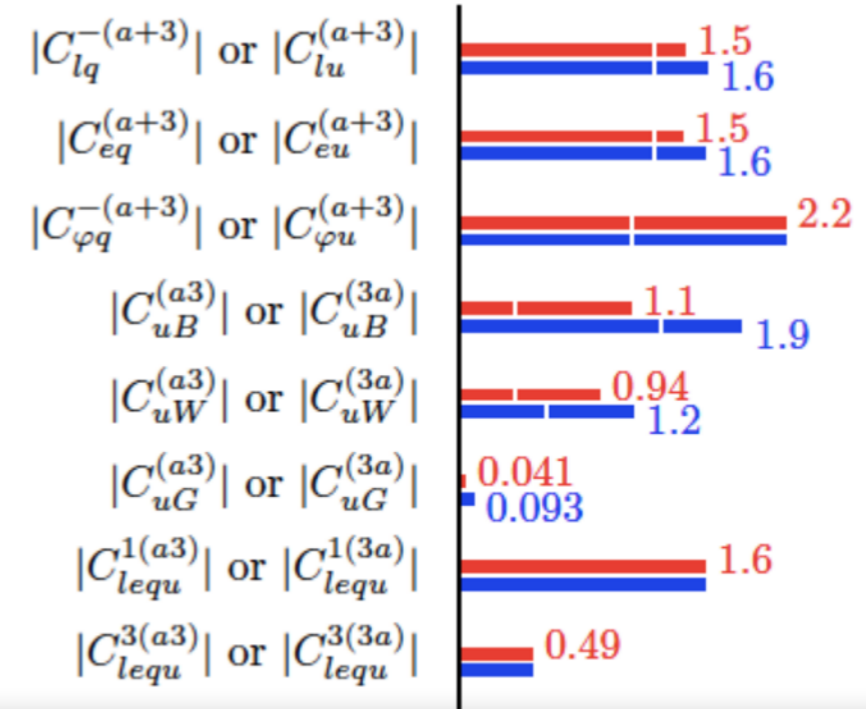 |C_{lq}^{-(a+3)}| or |C_{lu}^{(a+3)}| 1.5
1.6
|C_{eq}^{(a+3)}| or |C_{eu}^{(a+3)}| 1.5
1.6
|C_{φq}^{-(a+3)}| or |C_{φu}^{(a+3)}| 2.2
|C_{uB}^{(a3)}| or |C_{uB}^{(3a)}| 1.1
1.9
|C_{uW}^{(a3)}| or |C_{uW}^{(3a)}| 0.94
1.2
|C_{uG}^{(a3)}| or |C_{uG}^{(3a)}| 0.041
0.093
|C_{lequ}^{1(a3)}| or |C_{lequ}^{1(3a)}| 1.6
|C_{lequ}^{3(a3)}| or |C_{lequ}^{3(3a)}| 0.49